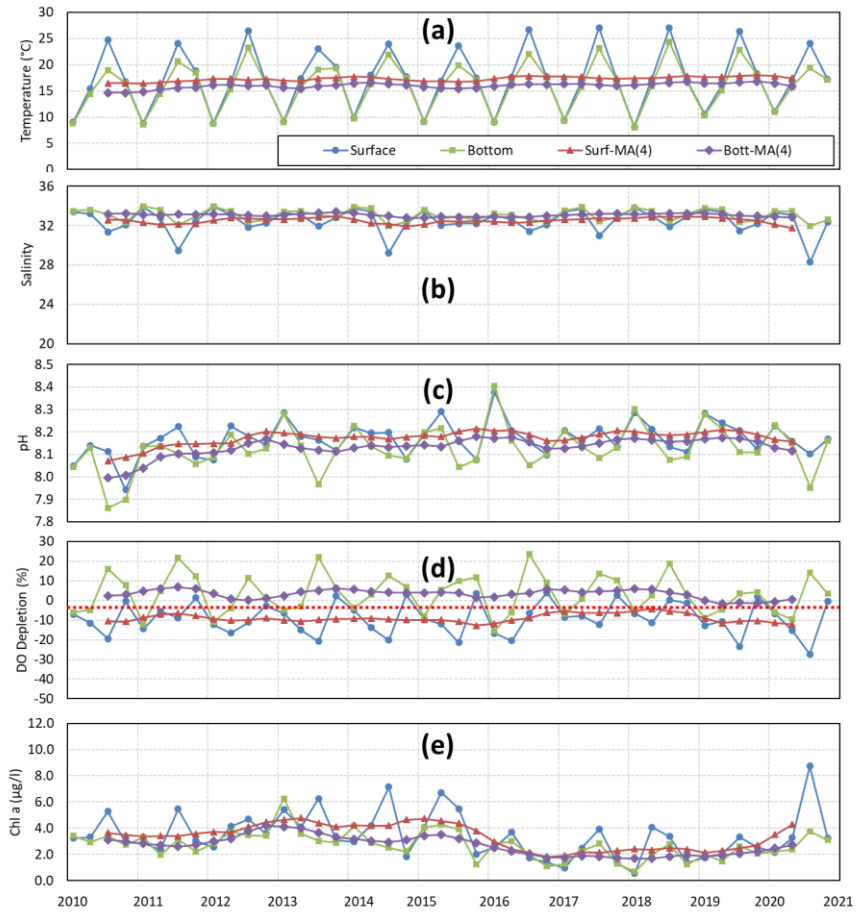 (a)
Temperature (°C)
30
25
20
15
10
5
0
Surface
Bottom
Surf-MA(4)
Bott-MA(4)
(b)
Salinity
36
32
28
24
20
(c)
pH
8.5
8.4
8.3
8.2
8.1
8.0
7.9
7.8
(d)
DO Depletion (%)
30
20
10
0
-10
-20
-30
-40
-50
(e)
Chl a (µg/l)
12.0
10.0
8.0
6.0
4.0
2.0
0.0
2010 2011 2012 2013 2014 2015 2016 2017 2018 2019 2020 2021